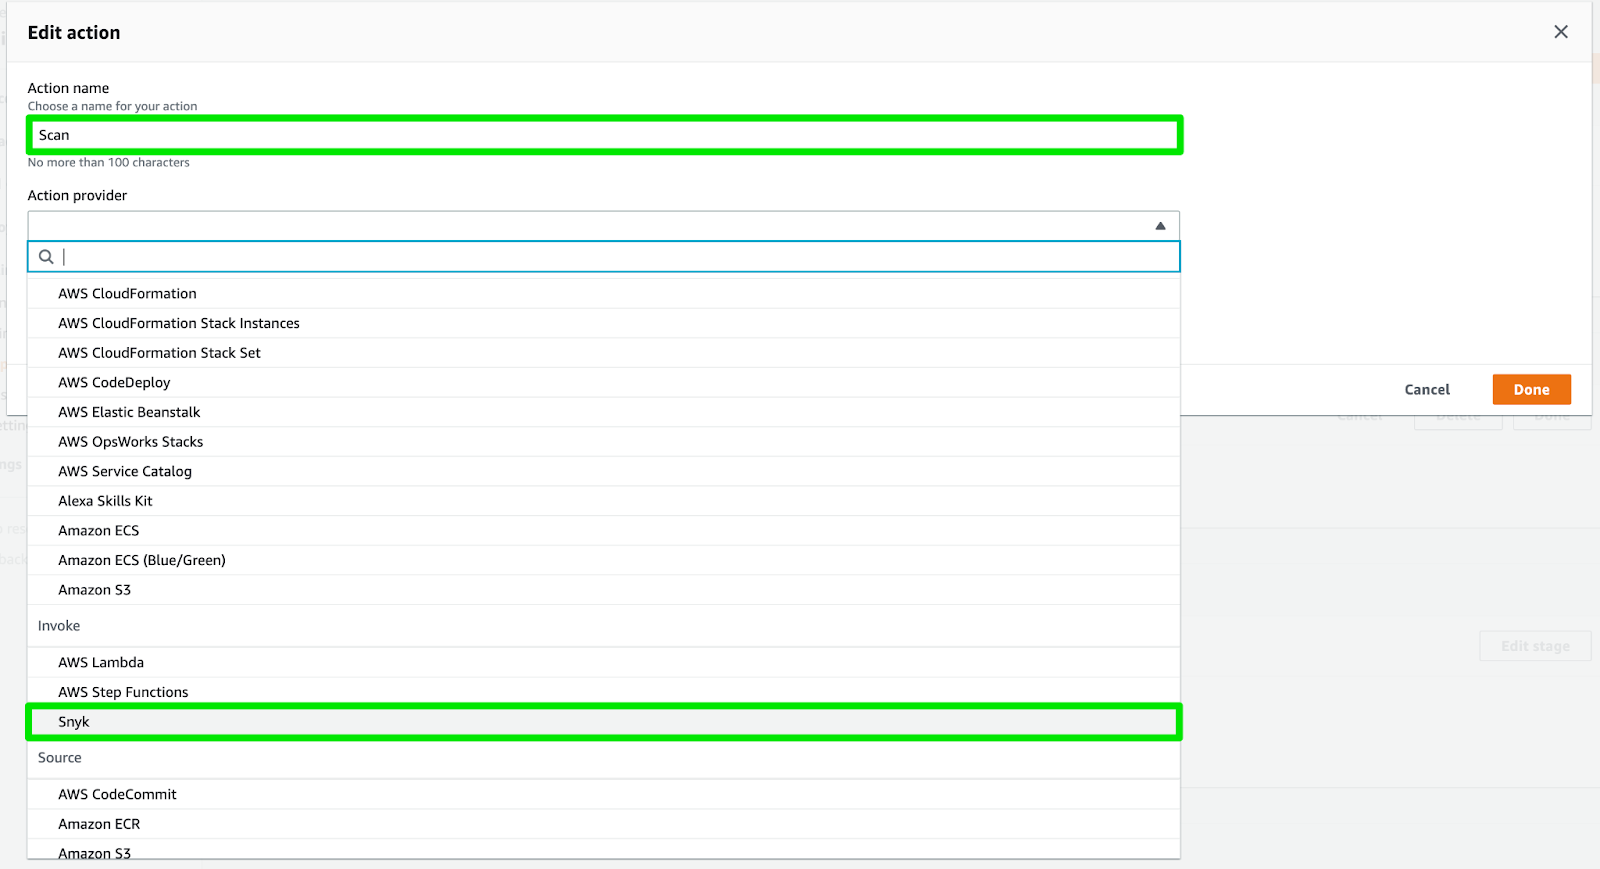 Edit action
Action name
Choose a name for your action
Scan
No more than 100 characters
Action provider
AWS CloudFormation
AWS CloudFormation Stack Instances
AWS CloudFormation Stack Set
AWS CodeDeploy
Cancel
Done
AWS Elastic Beanstalk
Cancel
Delete
Done
AWS OpsWorks Stacks
AWS Service Catalog
Alexa Skills Kit
Amazon ECS
Amazon ECS (Blue/Green)
Amazon S3
Invoke
Edit stage
AWS Lambda
AWS Step Functions
Snyk
Source
AWS CodeCommit
Amazon ECR
Amazon S3